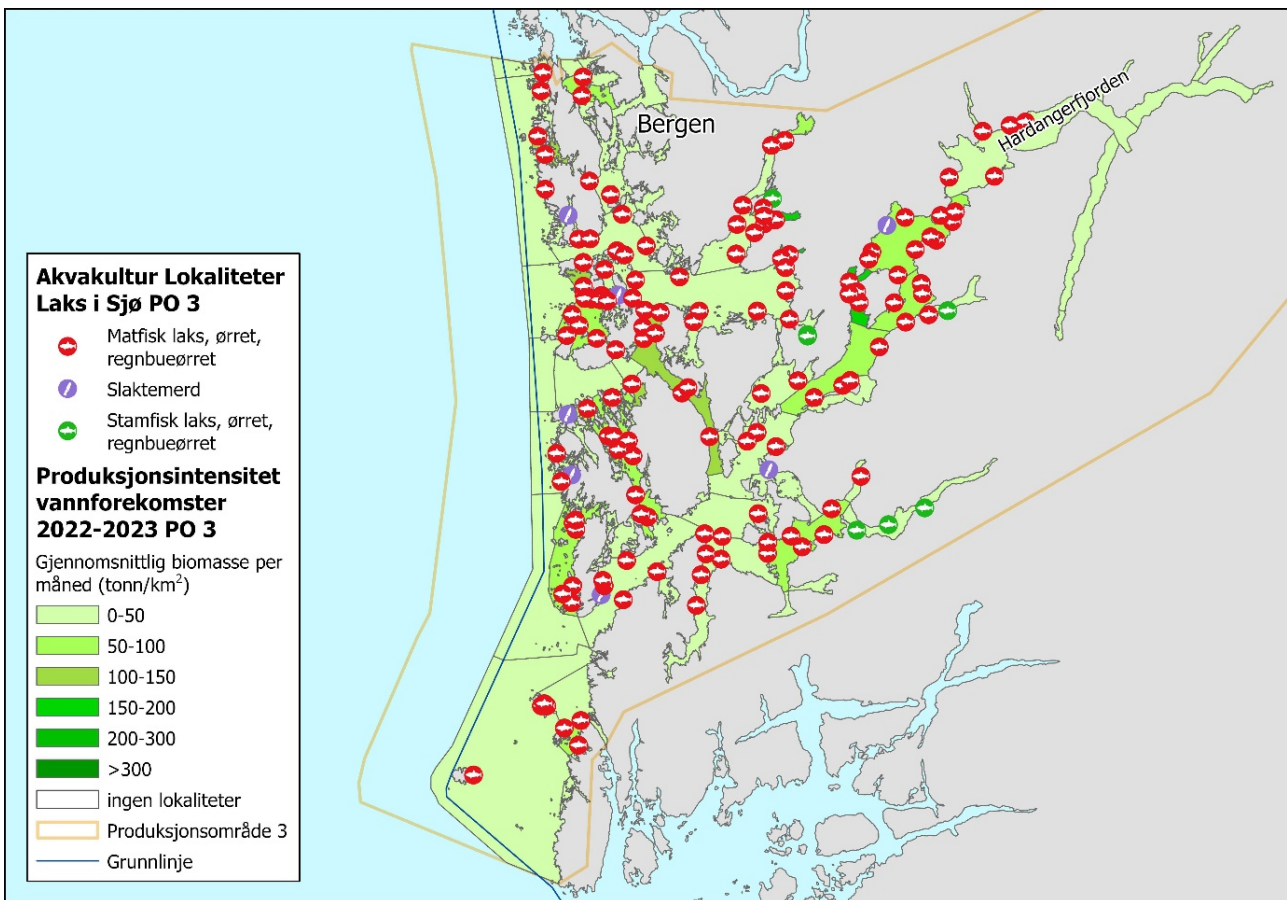 Bergen
Hardangerfjorden
Akvakultur Lokaliteter
Laks i Sjø PO 3
Matfisk laks, ørret,
regnbueørret
Slaktemerd
Stamfisk laks, ørret,
regnbueørret
Produksjonsintensitet
vannforekomster
2022-2023 PO 3
Gjennomsnittlig biomasse per
måned (tonn/km²)
0-50
50-100
100-150
150-200
200-300
>300
ingen lokaliteter
Produksjonsområde 3
Grunnlinje